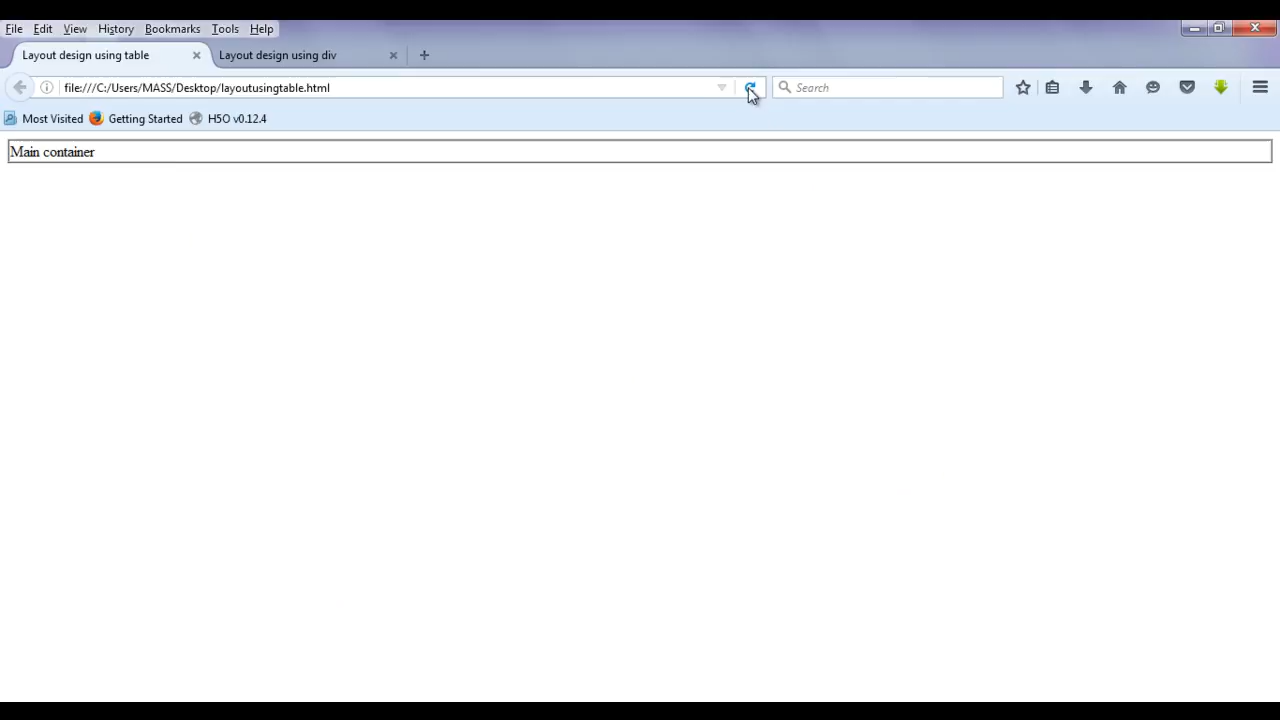 File Edit View History Bookmarks Tools Help
Layout design using table Layout design using div
file:///C:/Users/MASS/Desktop/layoutusingtable.html Search
Most Visited Getting Started H5O v0.12.4
Main container